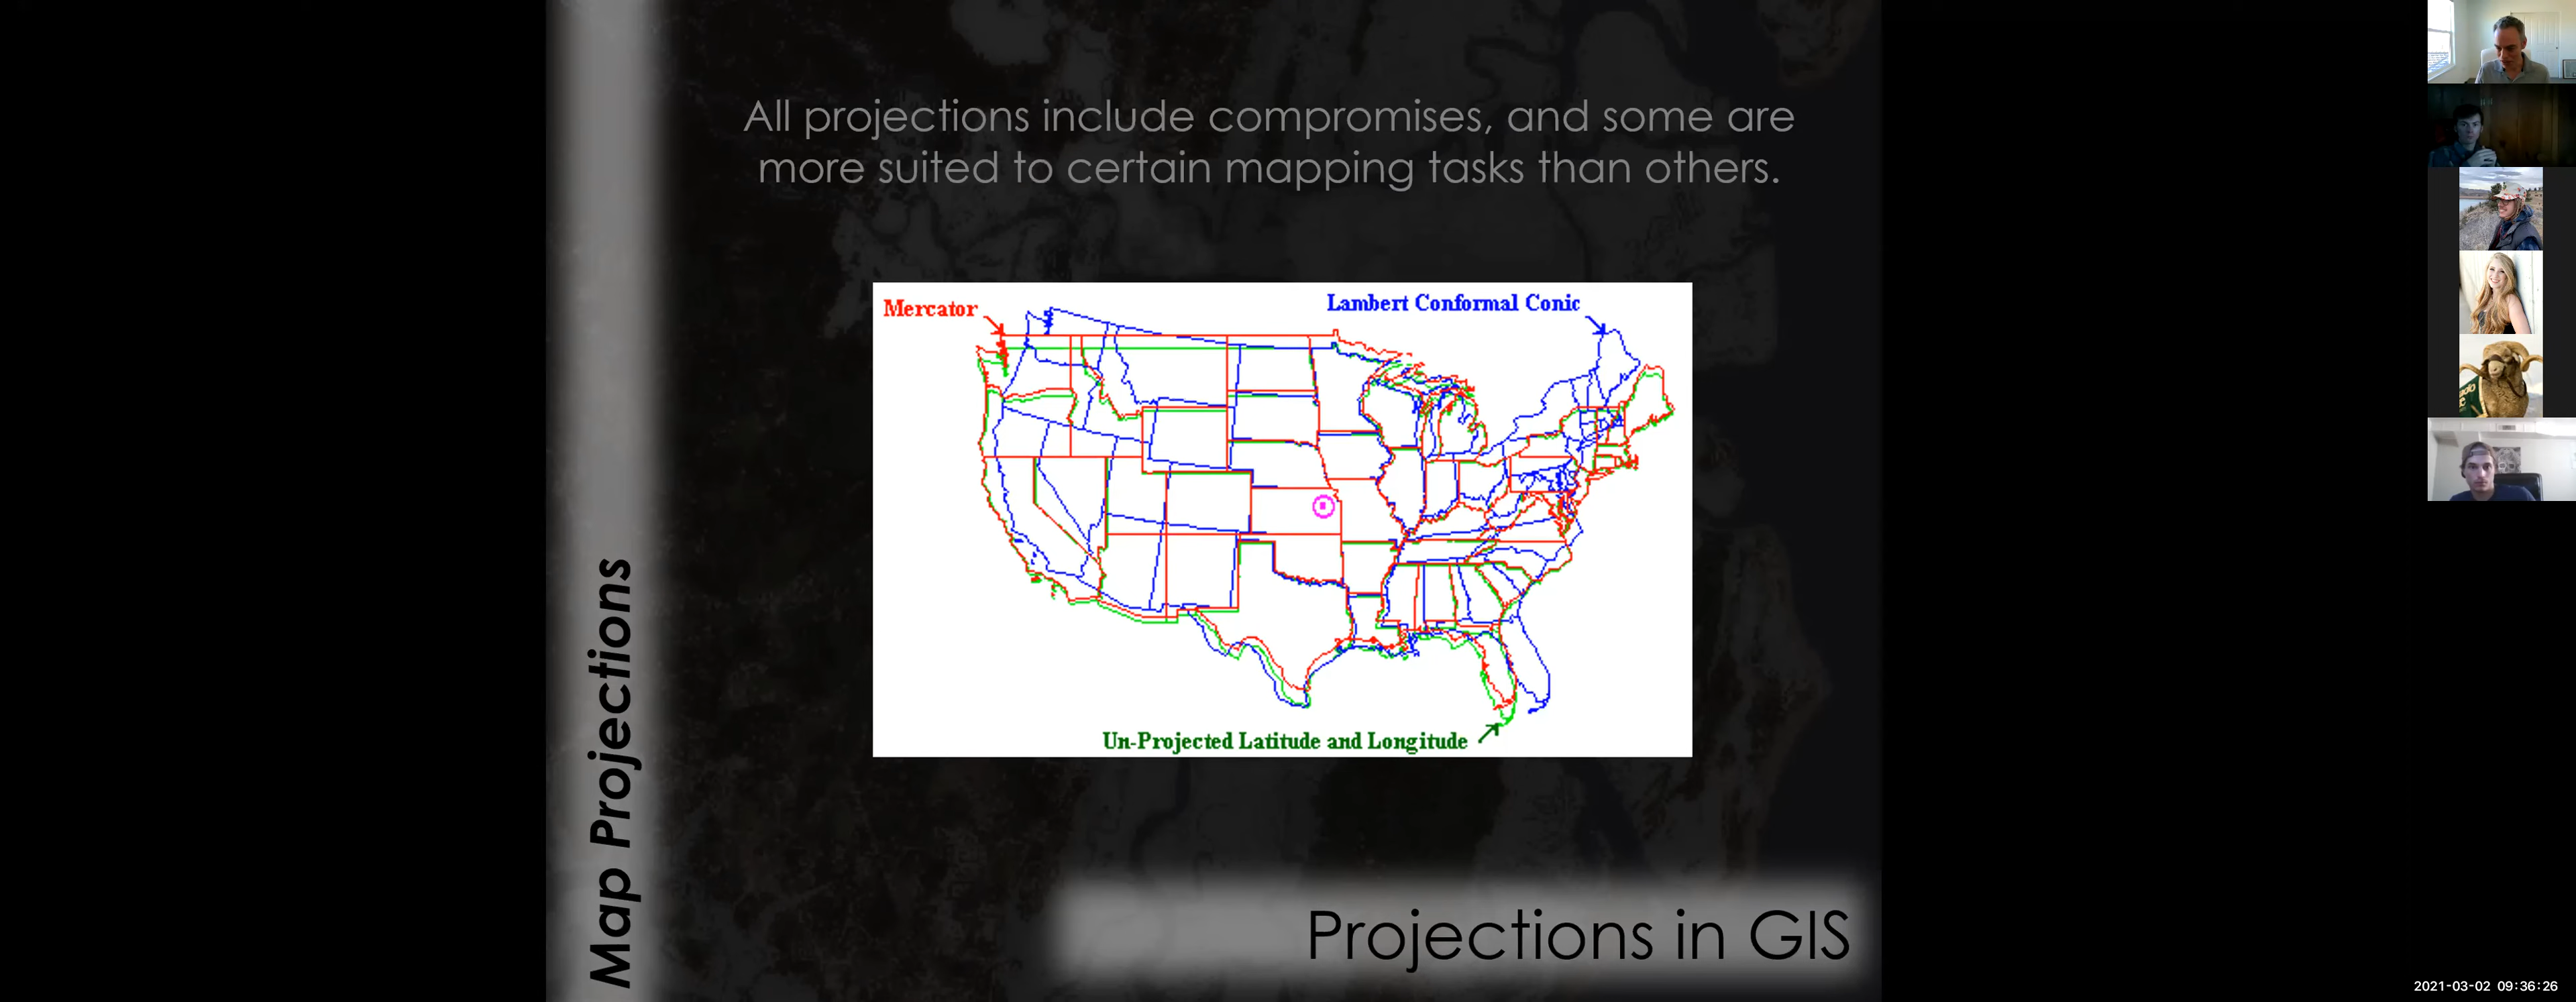 All projections include compromises, and some are
more suited to certain mapping tasks than others.
Mercator
Lambert Conformal Conic
Un-Projected Latitude and Longitude
Map Projections
Projections in GIS
2021-03-02 09:36:26